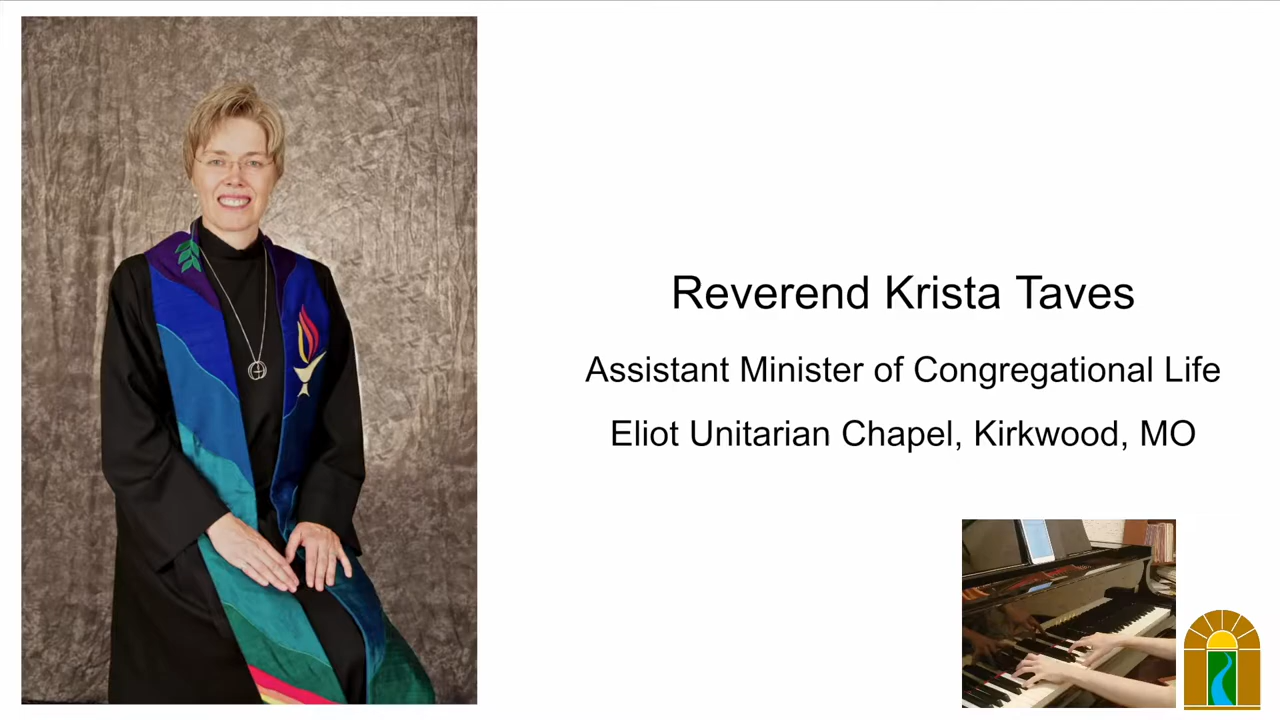 Reverend Krista Taves
Assistant Minister of Congregational Life
Eliot Unitarian Chapel, Kirkwood, MO